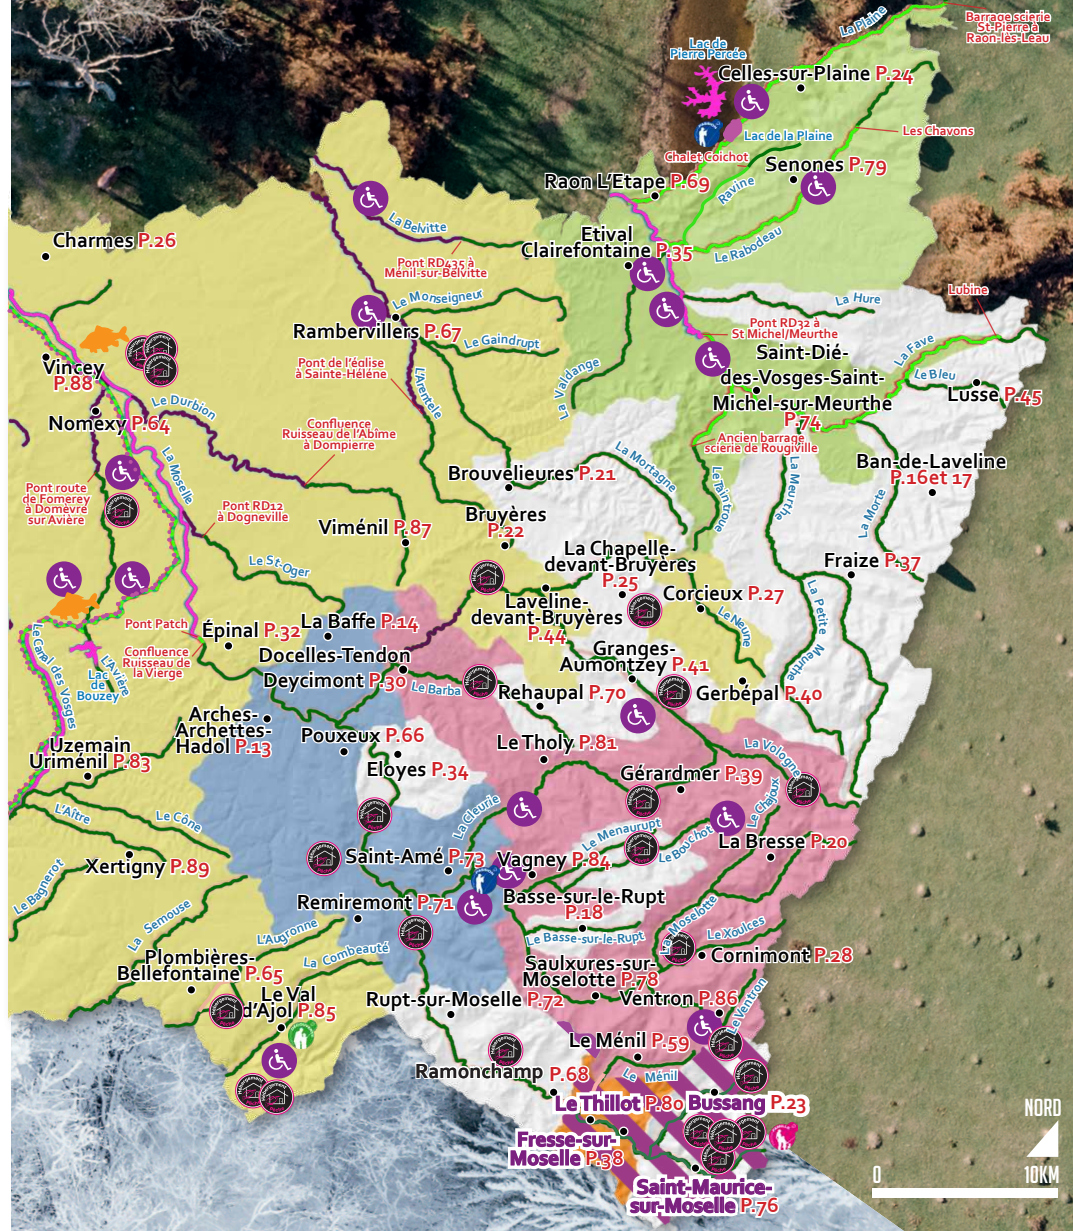 Barrage scierie
St-Pierre à
Raon-lès-Leau
La Plaine
Lac de
Pierre Percée
Celles-sur-Plaine P.24
Les Chavons
Lac de la Plaine
Chalet Coichot
Senones P.79
Raon L'Etape P.69
Ravine
Le Rabodeau
Etival
Clairefontaine P.35
La Belvitte
Charmes P.26
Pont RD435 à
Ménil-sur-Belvitte
Le Monseigneur
Rambervillers P.67
Le Gaindrupt
La Hure
Lubine
Pont RD32 à
St Michel/Meurthe
La Fave
Saint-Dié-
des-Vosges-Saint-
Michel-sur-Meurthe
P.74
Le Bleu
Lusse P.45
La Valdange
Vincey
P.88
Pont de l'église
à Sainte-Hélène
L'Arentele
Le Durbion
Nomexy P.64
Confluence
Ruisseau de l'Abîme
à Dompierre
La Moselle
Ancien barrage
scierie de Rougiville
Brouvelieures P.21
La Mortagne
Le Taintroue
La Meurthe
Ban-de-Laveline
P.16et 17
La Morte
Pont route
de Fomerey
à Domèvre
sur Avière
Pont RD12
à Dogneville
Viménil P.87
Bruyères
P.22
La Chapelle-
devant-Bruyères
P.25
Fraize P.37
Le St-Oger
Corcieux P.27
Laveline-
devant-Bruyères
P.44
Le Neune
La Petite
Meurthe
La Baffe P.14
Pont Patch
Épinal P.32
Confluence
Ruisseau de
la Vierge
Le Canal des Vosges
L'Avière
Lac
de
Bouzey
Docelles-Tendon
Deycimont P.30
Le Barba
Granges-
Aumontzey P.41
Rehaupal P.70
Gerbépal P.40
Arches-
Archettes-
Hadol P.13
Pouxeux P.66
Le Tholy P.81
La Vologne
Uzemain
Uriménil P.83
Eloyes P.34
Gérardmer P.39
Le Chajoux
L'Aître
Le Cône
La Cleurie
Le Menaurupt
Le Bouchot
La Bresse P.20
Xertigny P.89
Saint-Amé P.73
Vagney P.84
Le Bagnerot
La Semouse
Remiremont P.71
Basse-sur-le-Rupt
P.18
La Moselotte
Le Xoulces
L'Augronne
La Combeauté
Le Basse-sur-le-Rupt
Cornimont P.28
Plombières-
Bellefontaine P.65
Saulxures-sur-
Moselotte P.78
Le Val
d'Ajol P.85
Rupt-sur-Moselle P.72
Ventron P.86
Le Ventron
Le Ménil P.59
Ramonchamp P.68
Le Ménil
Le Thillot P.80
Bussang P.23
Fresse-sur-
Moselle P.38
Saint-Maurice-
sur-Moselle P.76
NORD
0 10KM